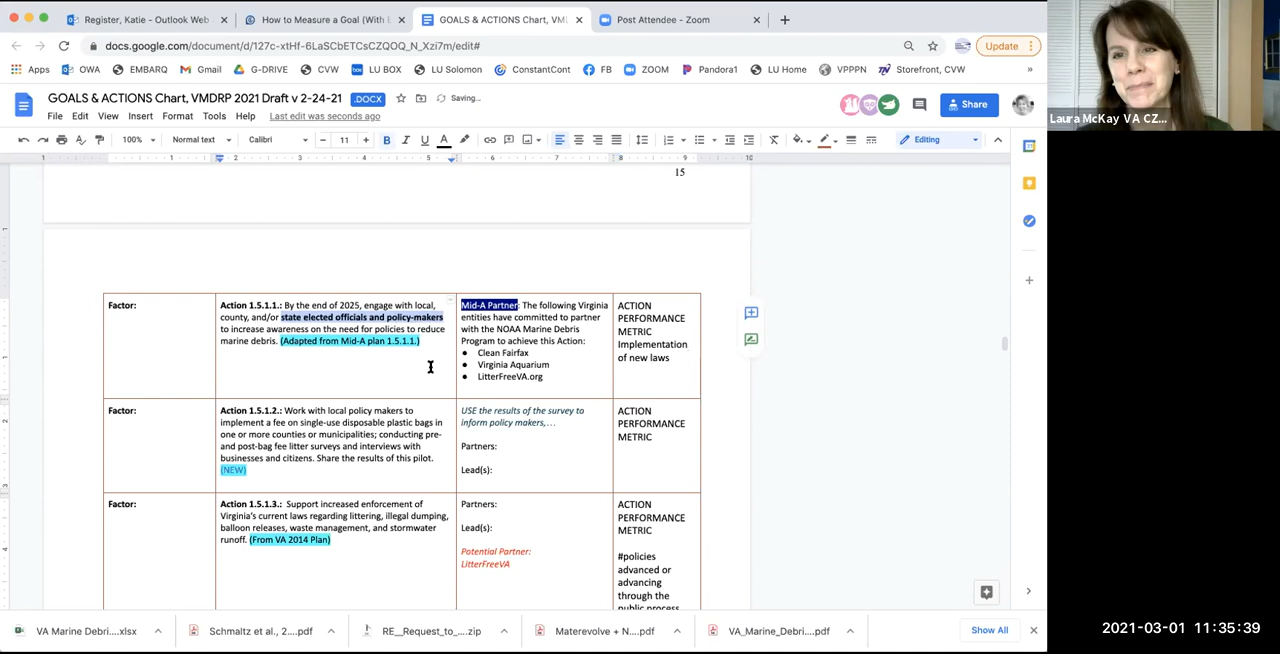 Register, Katie - Outlook Web
How to Measure a Goal (With
GOALS & ACTIONS Chart, VM
Post Attendee - Zoom
docs.google.com/document/d/127c-xtHf-6LaSCbETCsCZQOQ_N_Xzi7m/edit#
Update
Apps
OWA
EMBARQ
Gmail
G-DRIVE
CVW
LU BOX
LU Solomon
ConstantCont
FB
ZOOM
Pandora1
LU Home
VPPPN
Storefront, CVW
GOALS & ACTIONS Chart, VMDRP 2021 Draft v 2-24-21 .DOCX Saving...
File Edit View Insert Format Tools Help Last edit was seconds ago
Share
100% Normal text Calibri 11 Editing
15
Factor:
Action 1.5.1.1.: By the end of 2025, engage with local,
county, and/or state elected officials and policy-makers
to increase awareness on the need for policies to reduce
marine debris. (Adapted from Mid-A plan 1.5.1.1.)
Mid-A Partner: The following Virginia
entities have committed to partner
with the NOAA Marine Debris
Program to achieve this Action:
● Clean Fairfax
● Virginia Aquarium
● LitterFreeVA.org
ACTION
PERFORMANCE
METRIC
Implementation
of new laws
Factor:
Action 1.5.1.2.: Work with local policy makers to
implement a fee on single-use disposable plastic bags in
one or more counties or municipalities; conducting pre-
and post-bag fee litter surveys and interviews with
businesses and citizens. Share the results of this pilot.
(NEW)
USE the results of the survey to
inform policy makers,...
Partners:
Lead(s):
ACTION
PERFORMANCE
METRIC
Factor:
Action 1.5.1.3.: Support increased enforcement of
Virginia's current laws regarding littering, illegal dumping,
balloon releases, waste management, and stormwater
runoff. (From VA 2014 Plan)
Partners:
Lead(s):
Potential Partner:
LitterFreeVA
ACTION
PERFORMANCE
METRIC
#policies
advanced or
advancing
through the
public process
VA Marine Debri....xlsx
Schmaltz et al., 2....pdf
RE__Request_to_....zip
Materevolve + N....pdf
VA_Marine_Debri....pdf
Show All
Laura McKay VA CZ...
2021-03-01 11:35:39